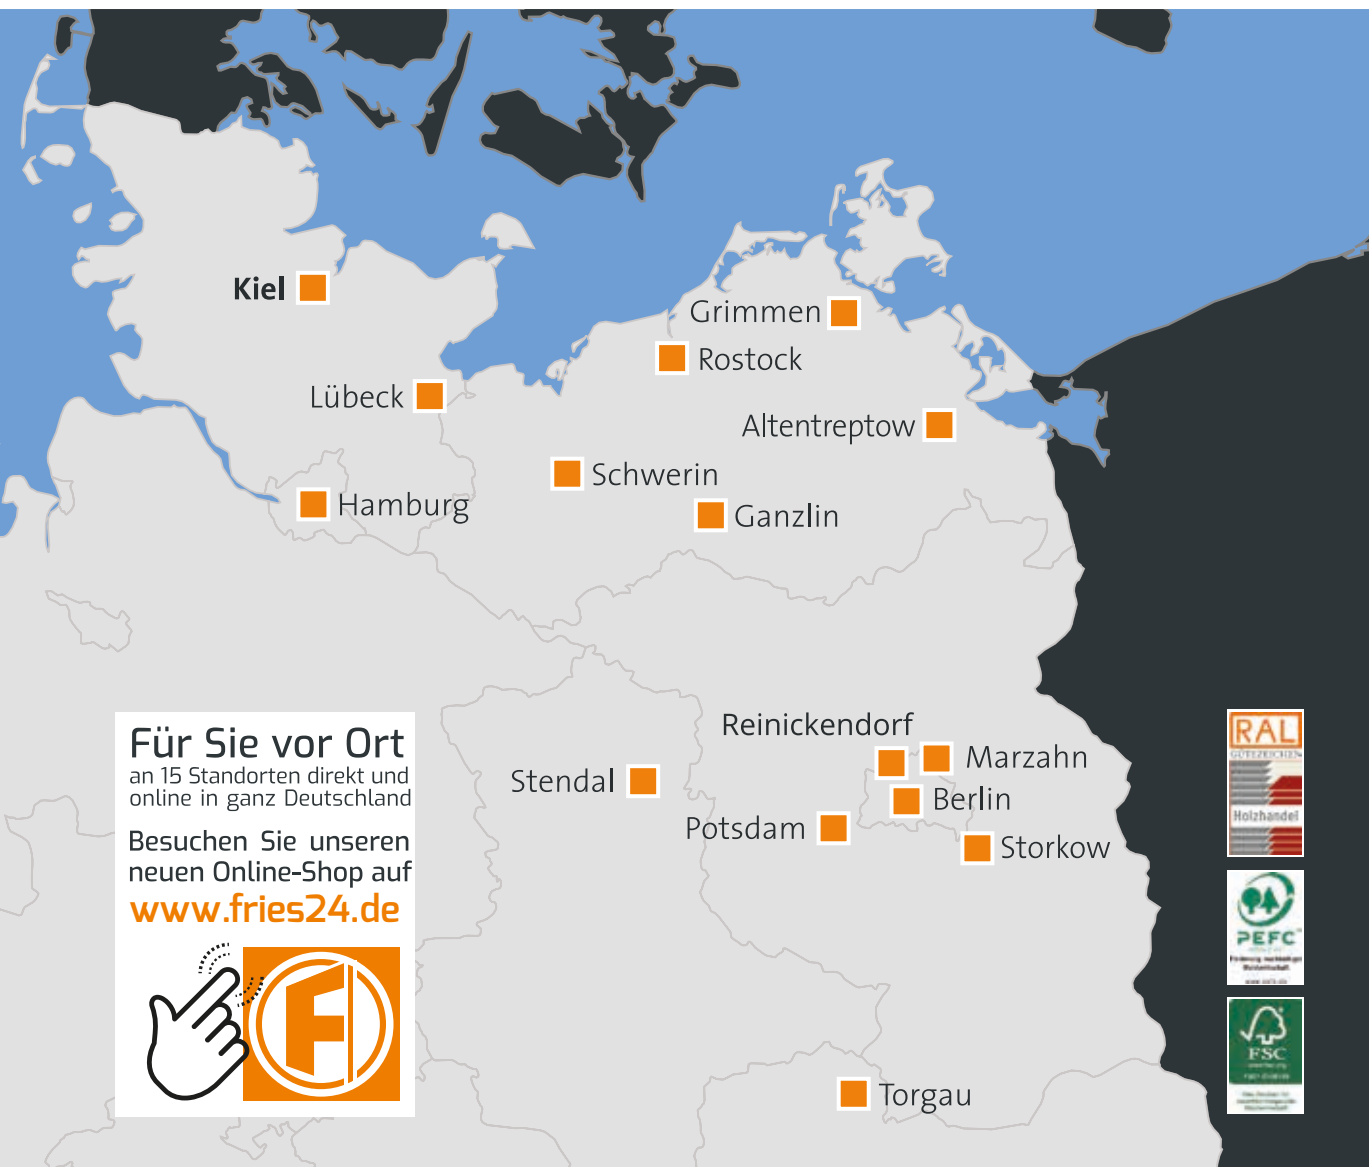 Kiel
Grimmen
Rostock
Lübeck
Altentreptow
Schwerin
Hamburg
Ganzlin
Reinickendorf
Marzahn
Stendal
Berlin
Potsdam
Storkow
Torgau
Für Sie vor Ort
an 15 Standorten direkt und
online in ganz Deutschland
Besuchen Sie unseren
neuen Online-Shop auf
www.fries24.de
F
RAL
GÜTEZEICHEN
Holzhandel
PEFC
FSC